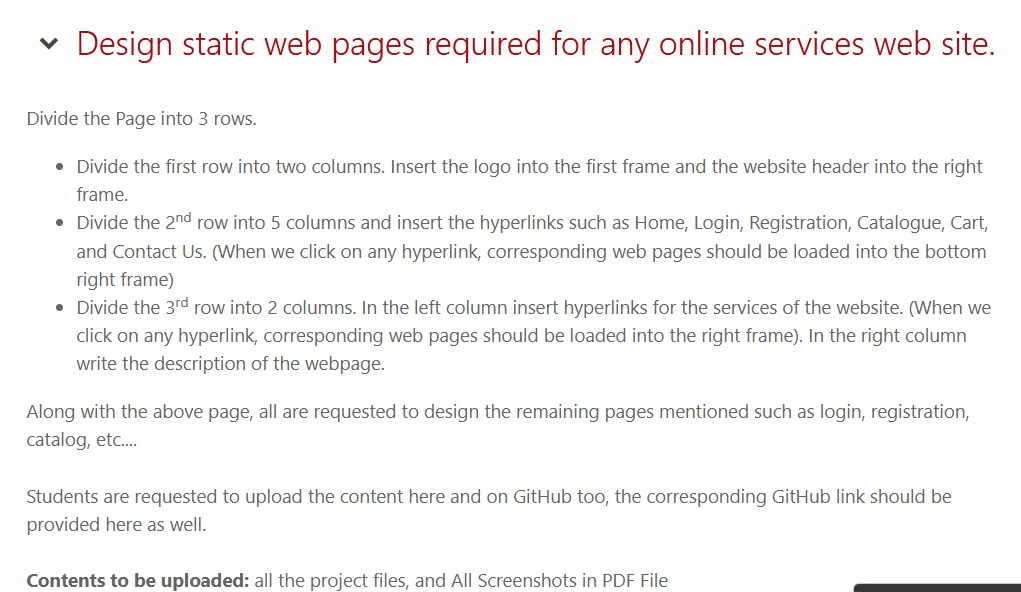 Design static web pages required for any online services web site.
Divide the Page into 3 rows.
• Divide the first row into two columns. Insert the logo into the first frame and the website header into the right
frame.
• Divide the 2nd row into 5 columns and insert the hyperlinks such as Home, Login, Registration, Catalogue, Cart,
and Contact Us. (When we click on any hyperlink, corresponding web pages should be loaded into the bottom
right frame)
• Divide the 3rd row into 2 columns. In the left column insert hyperlinks for the services of the website. (When we
click on any hyperlink, corresponding web pages should be loaded into the right frame). In the right column
write the description of the webpage.
Along with the above page, all are requested to design the remaining pages mentioned such as login, registration,
catalog, etc....
Students are requested to upload the content here and on GitHub too, the corresponding GitHub link should be
provided here as well.
Contents to be uploaded: all the project files, and All Screenshots in PDF File